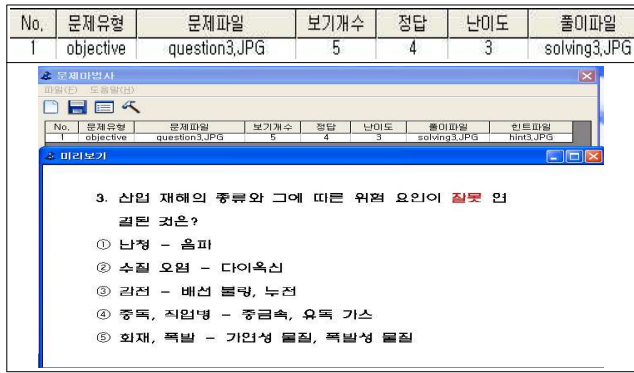 No. 문제유형 문제파일 보기개수 정답 난이도 풀이파일
1 objective question3.JPG 5 4 3 solving3.JPG
문제마법사
파일(F) 도움말(H)
No. 문제유형 문제파일 보기개수 정답 난이도 풀이파일 힌트파일
1 objective question3.JPG 5 4 3 solving3.JPG hint3.JPG
미리보기
3. 산업 재해의 종류와 그에 따른 위험 요인이 잘못 연
결된 것은?
① 난청 – 음파
② 수질 오염 – 다이옥신
③ 감전 – 배선 불량, 누전
④ 중독, 직업병 – 중금속, 유독 가스
⑤ 화재, 폭발 – 가연성 물질, 폭발성 물질